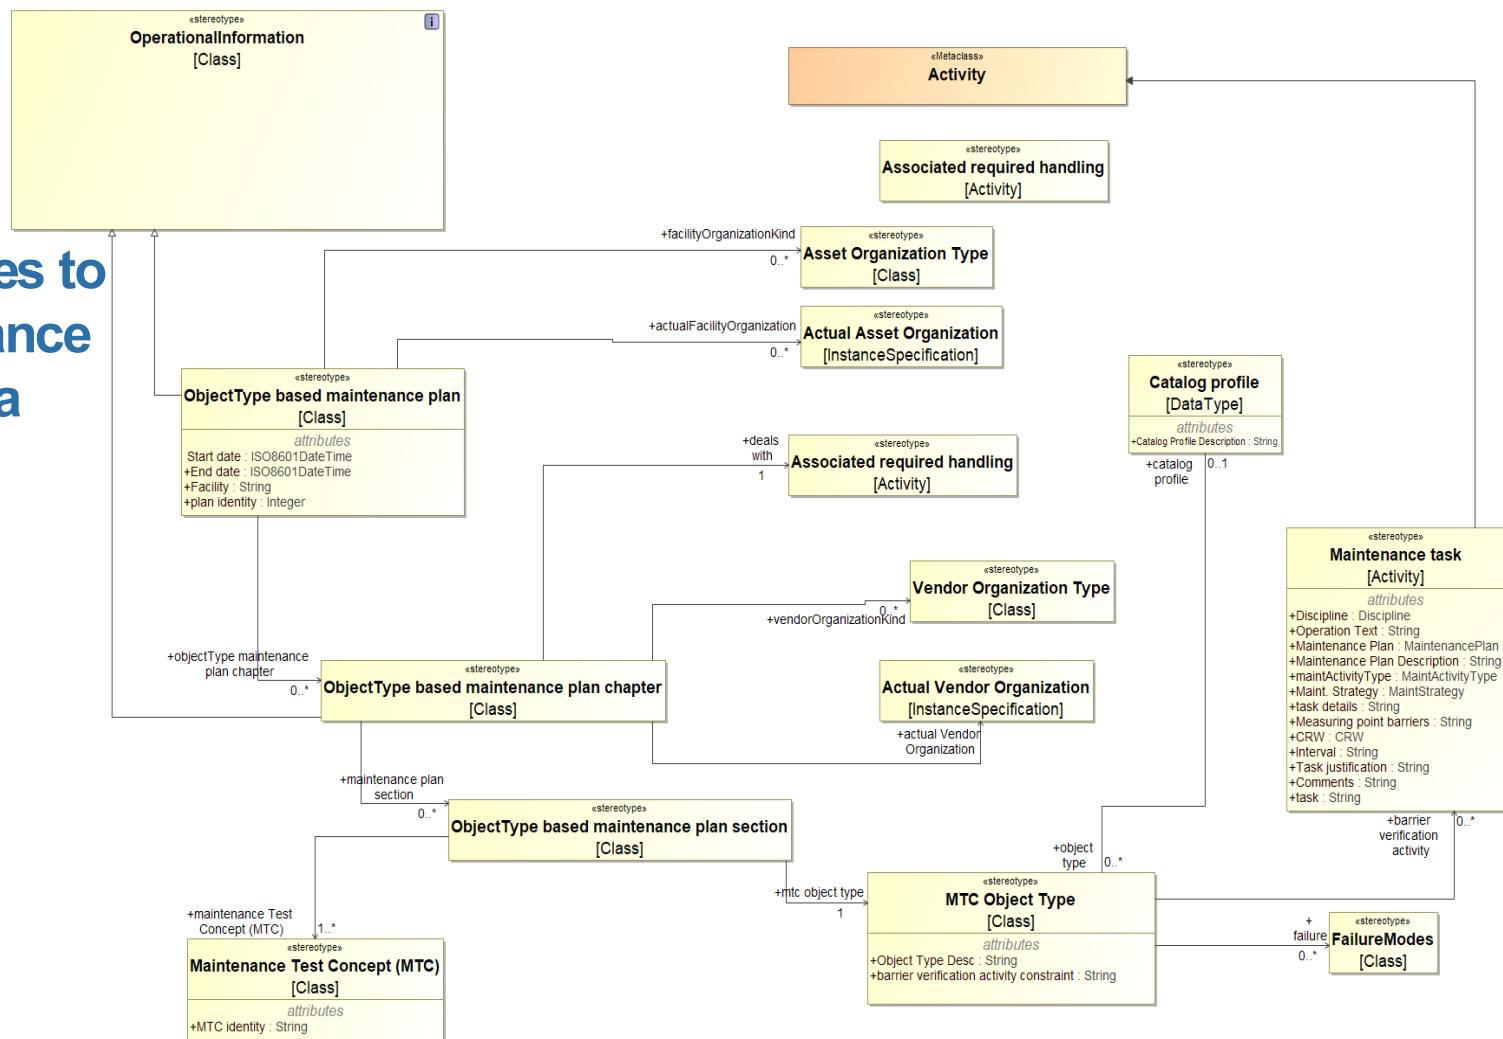 «stereotype»
OperationalInformation
[Class]
i
«Metaclass»
Activity
«stereotype»
Associated required handling
[Activity]
es to
ance
a
+facilityOrganizationKind
0..*
«stereotype»
Asset Organization Type
[Class]
+actualFacilityOrganization
0..*
«stereotype»
Actual Asset Organization
[InstanceSpecification]
«stereotype»
ObjectType based maintenance plan
[Class]
attributes
Start date : ISO8601DateTime
+End date : ISO8601DateTime
+Facility : String
+plan identity : Integer
«stereotype»
Catalog profile
[DataType]
attributes
+Catalog Profile Description : String
+catalog
profile
0..1
+deals
with
1
«stereotype»
Associated required handling
[Activity]
«stereotype»
Maintenance task
[Activity]
attributes
+Discipline : Discipline
+Operation Text : String
+Maintenance Plan : MaintenancePlan
+Maintenance Plan Description : String
+maintActivityType : MaintActivityType
+Maint. Strategy : MaintStrategy
+task details : String
+Measuring point barriers : String
+CRW : CRW
+Interval : String
+Task justification : String
+Comments : String
+task : String
«stereotype»
Vendor Organization Type
[Class]
0..*
+vendorOrganizationKind
+objectType maintenance
plan chapter
0..*
«stereotype»
ObjectType based maintenance plan chapter
[Class]
«stereotype»
Actual Vendor Organization
[InstanceSpecification]
+actual Vendor
Organization
+maintenance plan
section
0..*
«stereotype»
ObjectType based maintenance plan section
[Class]
+barrier
verification
activity
0..*
+object
type
0..*
+mtc object type
1
«stereotype»
MTC Object Type
[Class]
attributes
+Object Type Desc : String
+barrier verification activity constraint : String
+
failure
0..*
«stereotype»
FailureModes
[Class]
+maintenance Test
Concept (MTC)
1..*
«stereotype»
Maintenance Test Concept (MTC)
[Class]
attributes
+MTC identity : String